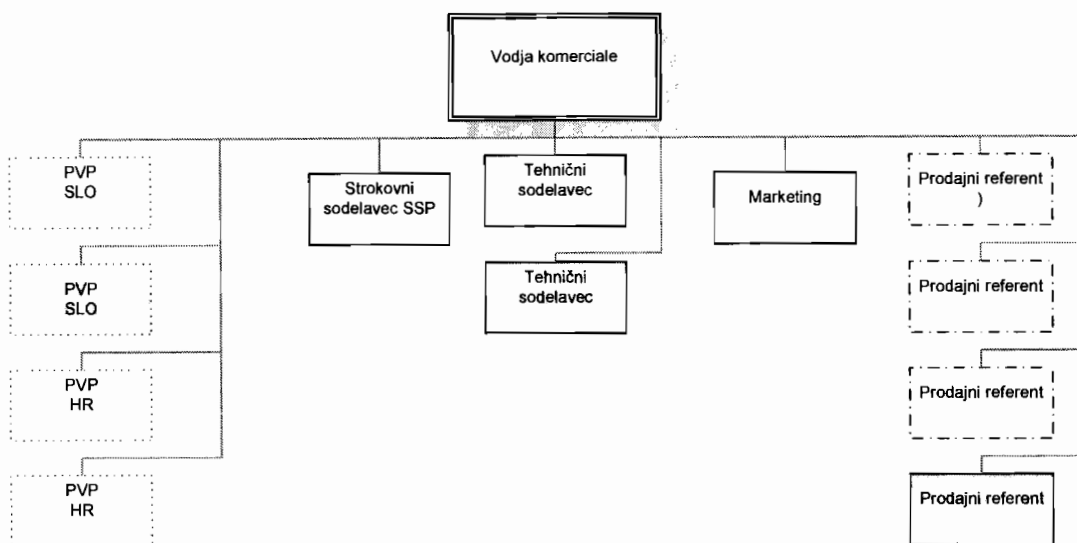 Vodja komerciale
PVP
SLO
Strokovni
sodelavec SSP
Tehnični
sodelavec
Marketing
Prodajni referent
)
PVP
SLO
Tehnični
sodelavec
Prodajni referent
PVP
HR
Prodajni referent
PVP
HR
Prodajni referent